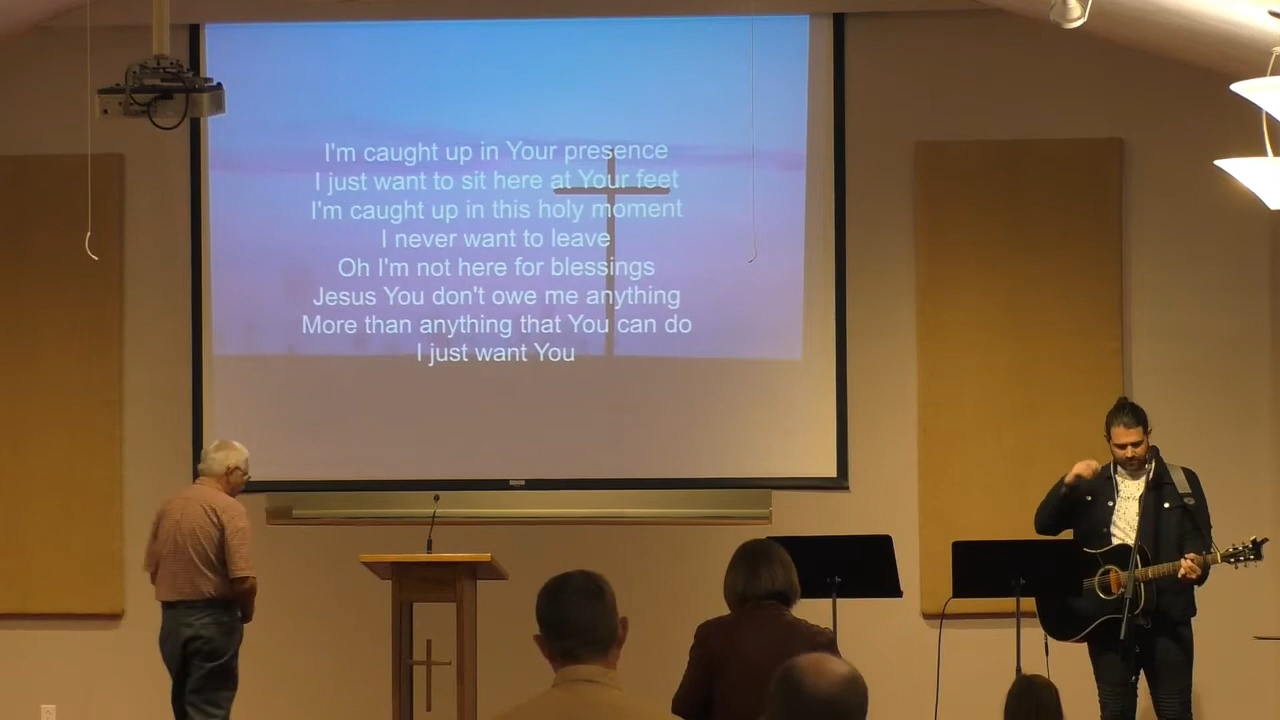 I'm caught up in Your presence
I just want to sit here at Your feet
I'm caught up in this holy moment
I never want to leave
Oh I'm not here for blessings
Jesus You don't owe me anything
More than anything that You can do
I just want You